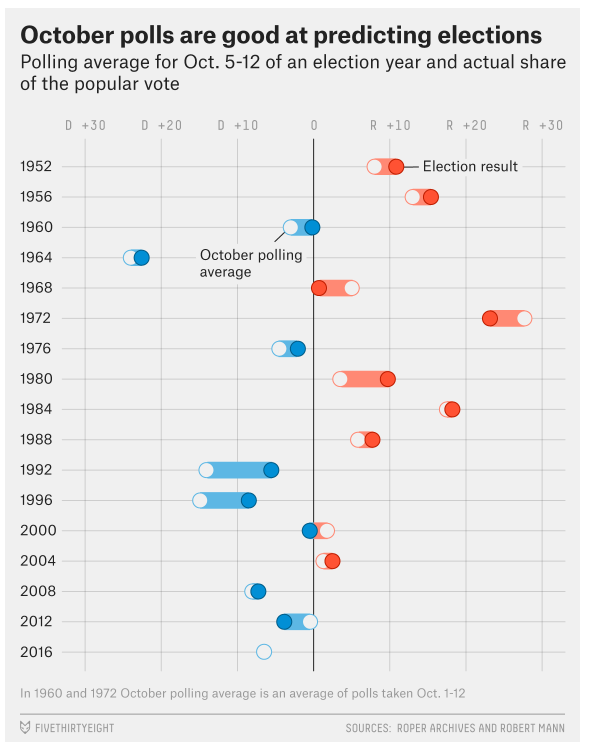 October polls are good at predicting elections
Polling average for Oct. 5-12 of an election year and actual share
of the popular vote
D +30 D +20 D +10 0 R +10 R +20 R +30
1952 Election result
1956
1960
October polling
average
1964
1968
1972
1976
1980
1984
1988
1992
1996
2000
2004
2008
2012
2016
In 1960 and 1972 October polling average is an average of polls taken Oct. 1-12
FIVETHIRTYEIGHT SOURCES: ROPER ARCHIVES AND ROBERT MANN